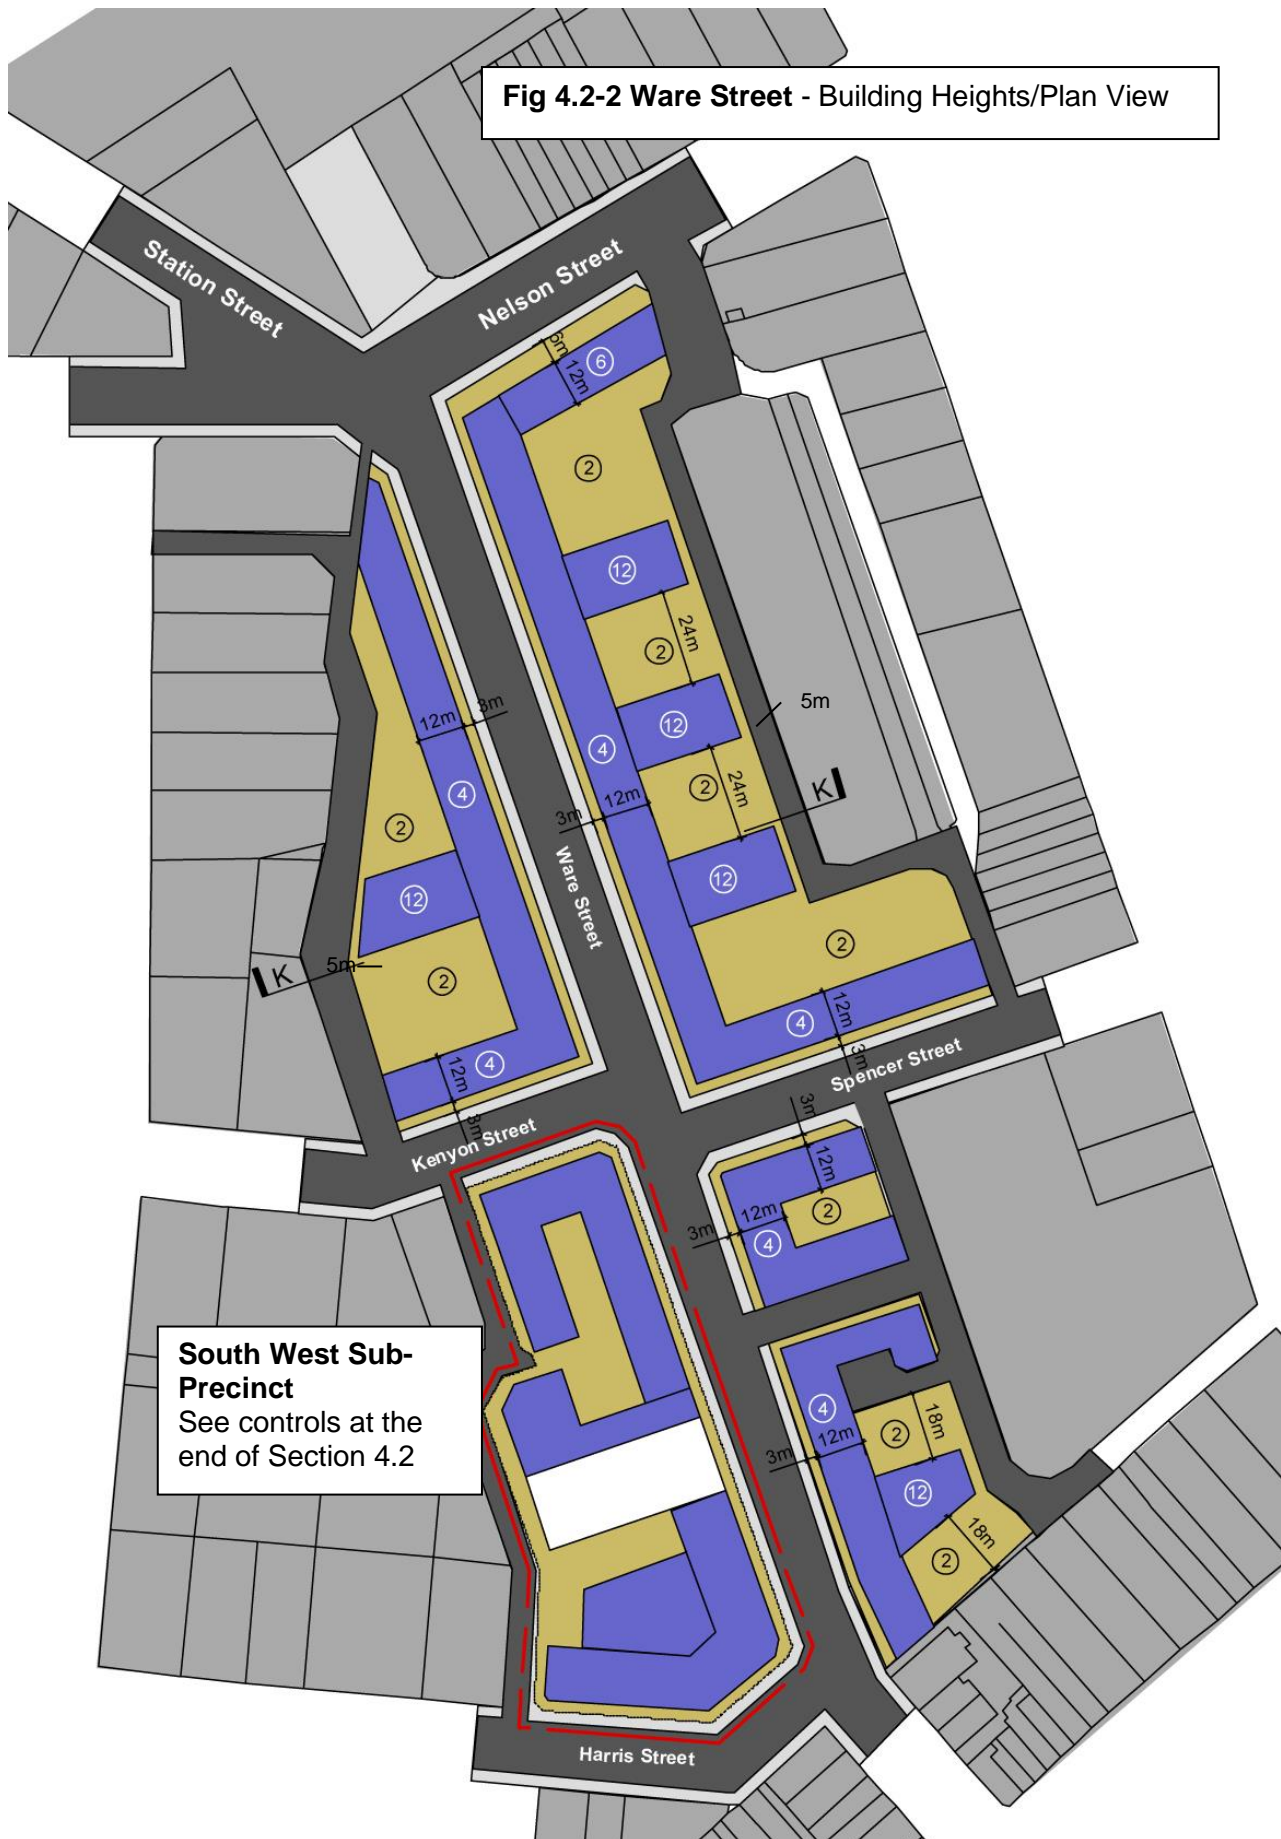 Fig 4.2-2 Ware Street - Building Heights/Plan View
Station Street
Nelson Street
6m
12m
6
2
12
24m
2
12m
3m
12
5m
4
4
24m
2
K
3m
12m
2
Ware Street
12
12
2
K
5m
2
12m
4
12m
4
3m
3m
Spencer Street
Kenyon Street
3m
12m
12m
2
3m
4
South West Sub-
Precinct
See controls at the
end of Section 4.2
4
18m
2
12m
3m
12
18m
2
Harris Street